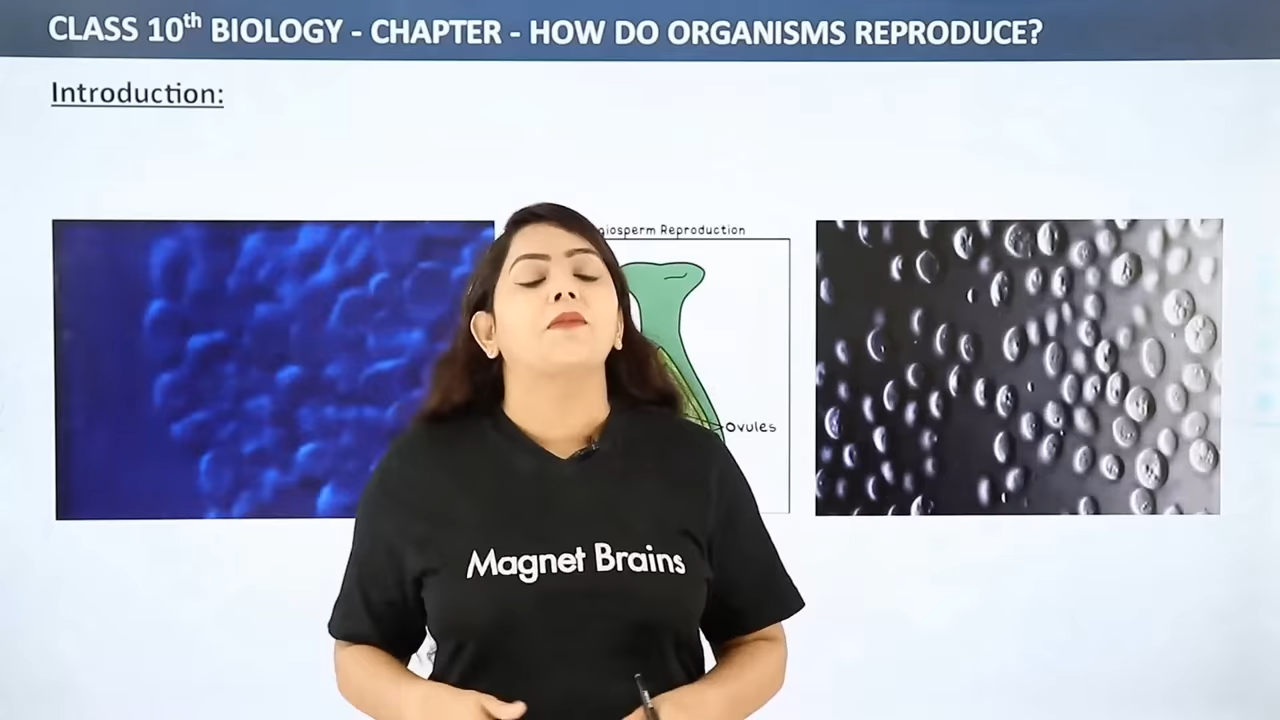 CLASS 10th BIOLOGY - CHAPTER - HOW DO ORGANISMS REPRODUCE?
Introduction:
Reproduction
Ovules
Magnet Brains